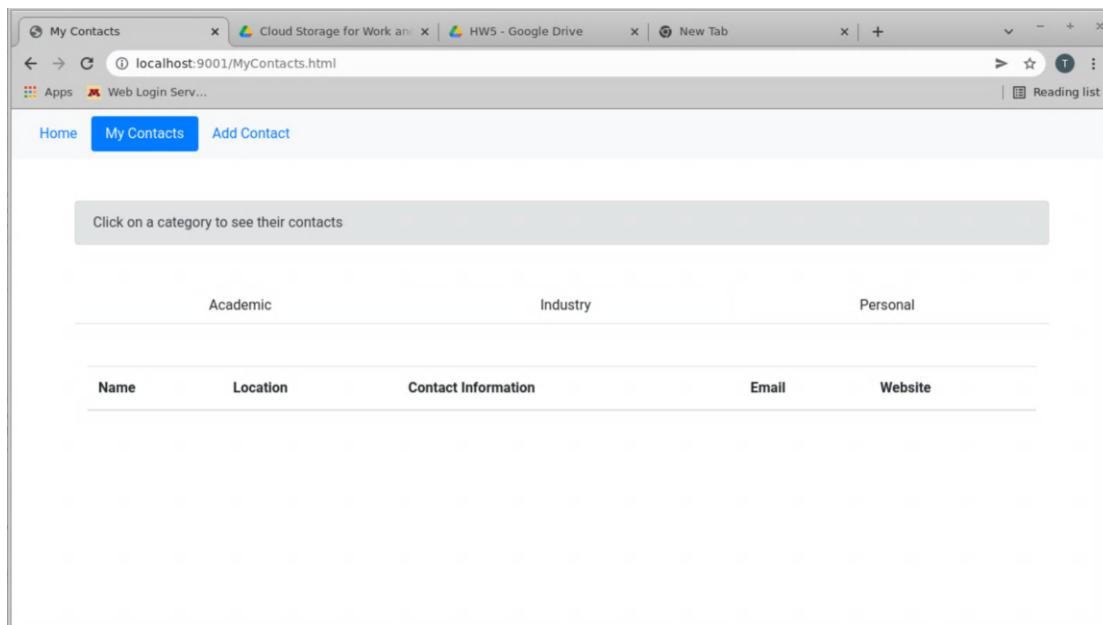 My Contacts Cloud Storage for Work an HW5 - Google Drive New Tab
localhost:9001/MyContacts.html T
Apps Web Login Serv... Reading list
Home My Contacts Add Contact
Click on a category to see their contacts
Academic Industry Personal
Name Location Contact Information Email Website